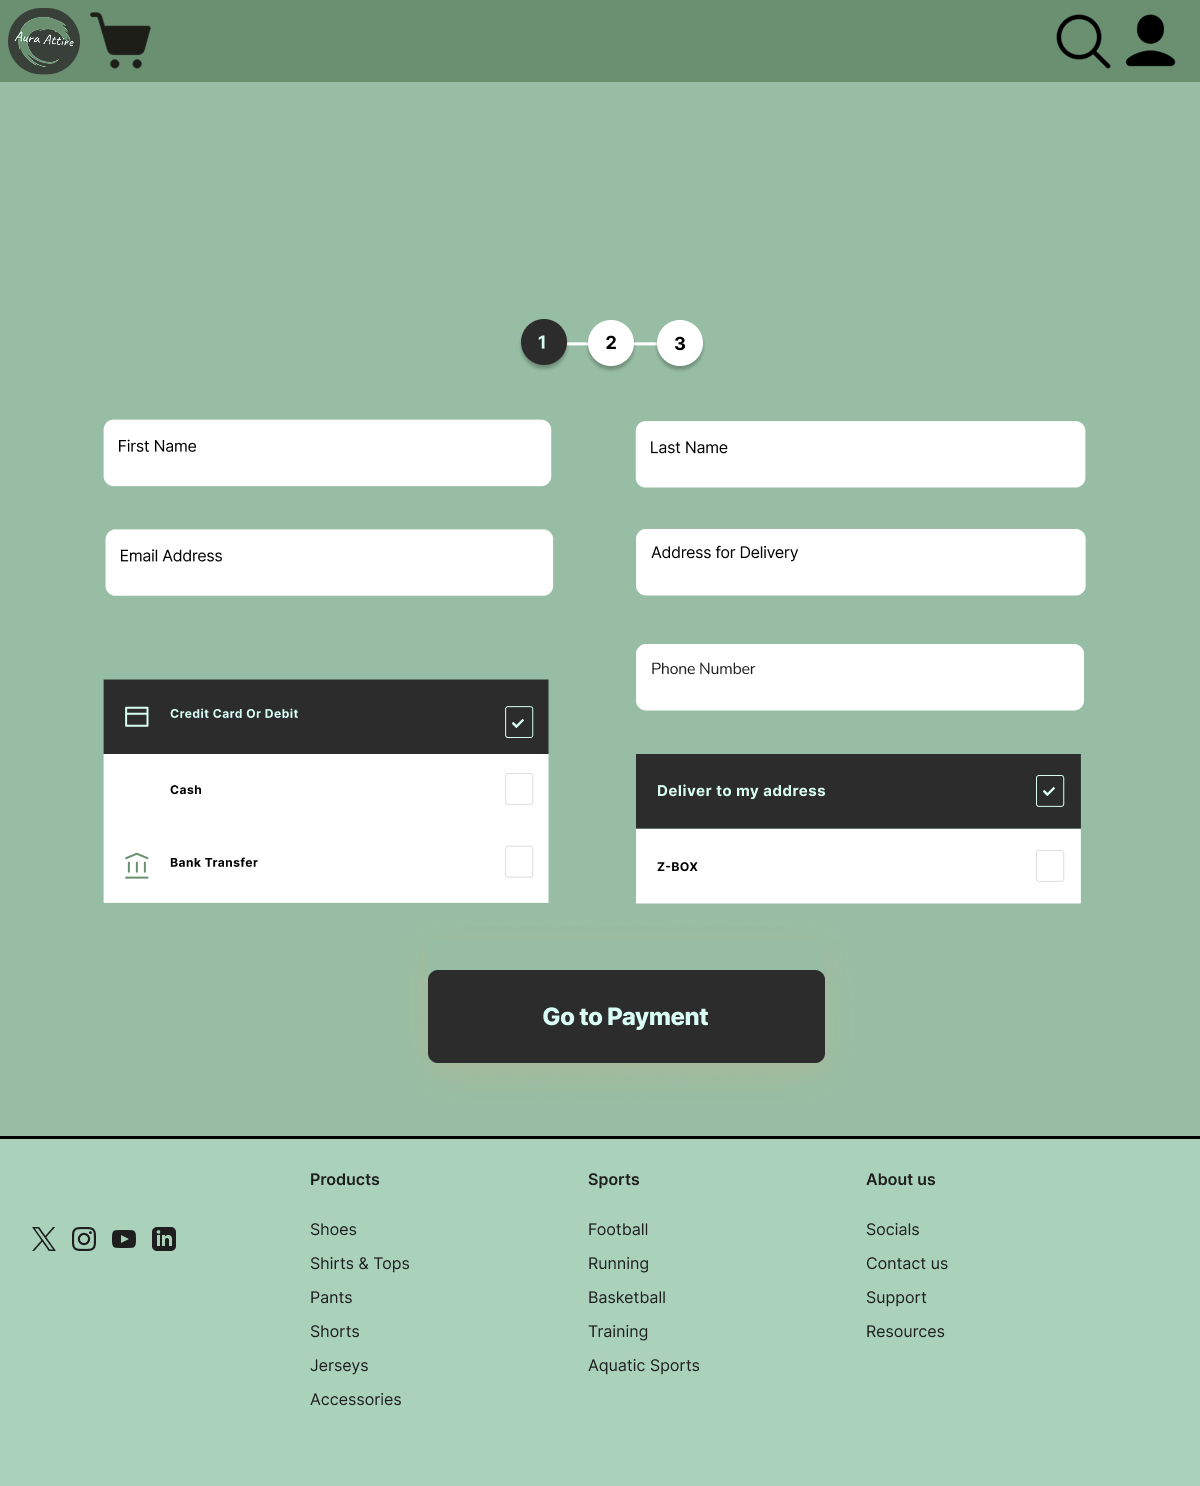 Aura Attire
1
2
3
First Name
Last Name
Email Address
Address for Delivery
Phone Number
Credit Card Or Debit
Cash
Bank Transfer
Deliver to my address
Z-BOX
Go to Payment
Products
Shoes
Shirts & Tops
Pants
Shorts
Jerseys
Accessories
Sports
Football
Running
Basketball
Training
Aquatic Sports
About us
Socials
Contact us
Support
Resources